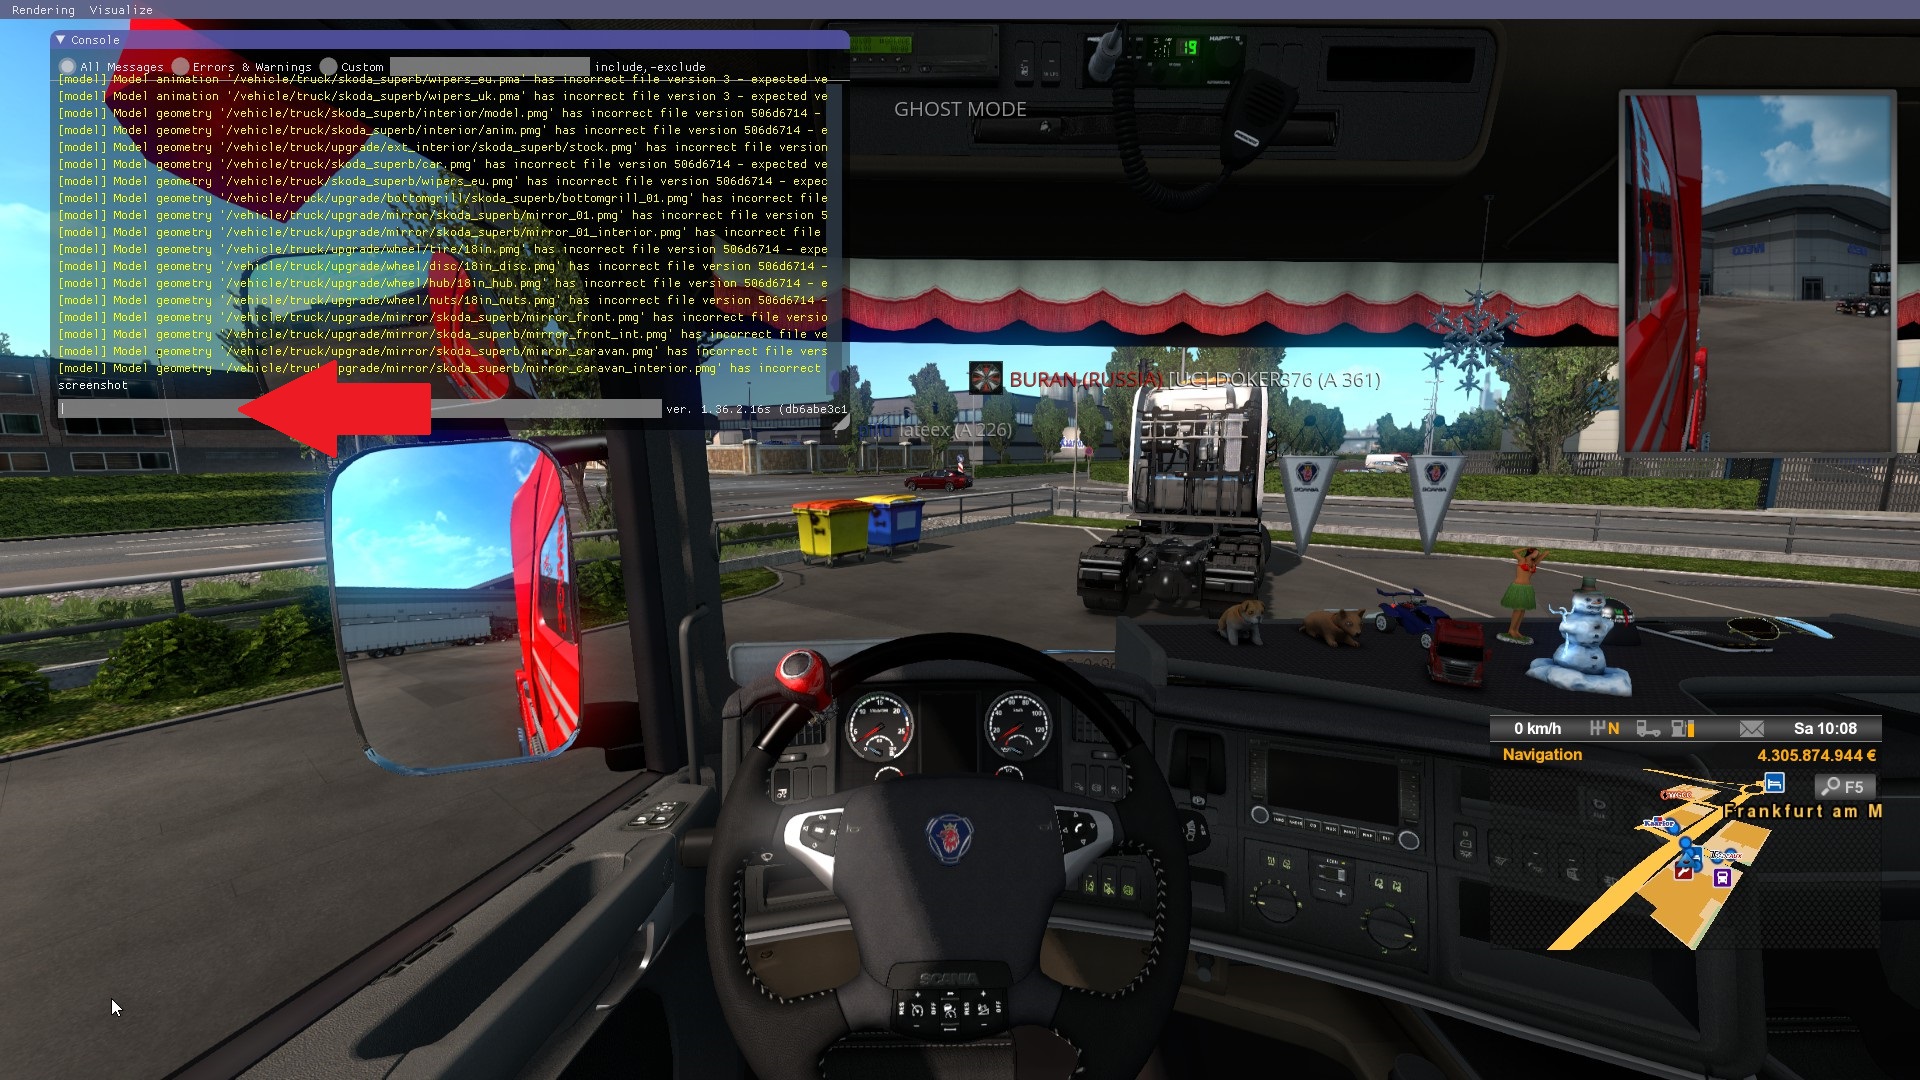 Rendering Visualize
Console
All Messages Errors & Warnings Custom include,-exclude
[model] Model animation '/vehicle/truck/skoda_superb/wipers_eu.pma' has incorrect file version 3 - expected ve
[model] Model animation '/vehicle/truck/skoda_superb/wipers_uk.pma' has incorrect file version 3 - expected ve
[model] Model geometry '/vehicle/truck/skoda_superb/interior/model.pmg' has incorrect file version 506d6714 -
[model] Model geometry '/vehicle/truck/skoda_superb/interior/anim.pmg' has incorrect file version 506d6714 - e
[model] Model geometry '/vehicle/truck/upgrade/ext_interior/skoda_superb/stock.pmg' has incorrect file version
[model] Model geometry '/vehicle/truck/skoda_superb/car.pmg' has incorrect file version 506d6714 - expected ve
[model] Model geometry '/vehicle/truck/skoda_superb/wipers_eu.pmg' has incorrect file version 506d6714 - expec
[model] Model geometry '/vehicle/truck/upgrade/bottomgrill/skoda_superb/bottomgrill_01.pmg' has incorrect file
[model] Model geometry '/vehicle/truck/upgrade/mirror/skoda_superb/mirror_01.pmg' has incorrect file version 5
[model] Model geometry '/vehicle/truck/upgrade/mirror/skoda_superb/mirror_01_interior.pmg' has incorrect file
[model] Model geometry '/vehicle/truck/upgrade/wheel/tire/18in.pmg' has incorrect file version 506d6714 - expe
[model] Model geometry '/vehicle/truck/upgrade/wheel/disc/18in_disc.pmg' has incorrect file version 506d6714 -
[model] Model geometry '/vehicle/truck/upgrade/wheel/hub/18in_hub.pmg' has incorrect file version 506d6714 - e
[model] Model geometry '/vehicle/truck/upgrade/wheel/nuts/18in_nuts.pmg' has incorrect file version 506d6714 -
[model] Model geometry '/vehicle/truck/upgrade/mirror/skoda_superb/mirror_front.pmg' has incorrect file versio
[model] Model geometry '/vehicle/truck/upgrade/mirror/skoda_superb/mirror_front_int.pmg' has incorrect file ve
[model] Model geometry '/vehicle/truck/upgrade/mirror/skoda_superb/mirror_caravan.pmg' has incorrect file vers
[model] Model geometry '/vehicle/truck/upgrade/mirror/skoda_superb/mirror_caravan_interior.pmg' has incorrect
screenshot
ver. 1.36.2.16s (db6abe3c1
19
GHOST MODE
BURAN (RUSSIA) [UC] DOKER376 (A 361)
lateex (A 226)
SCANIA
SCANIA
0 km/h N Sa 10:08
Navigation 4.305.874.944 €
F5
Frankfurt am M
SCANIA